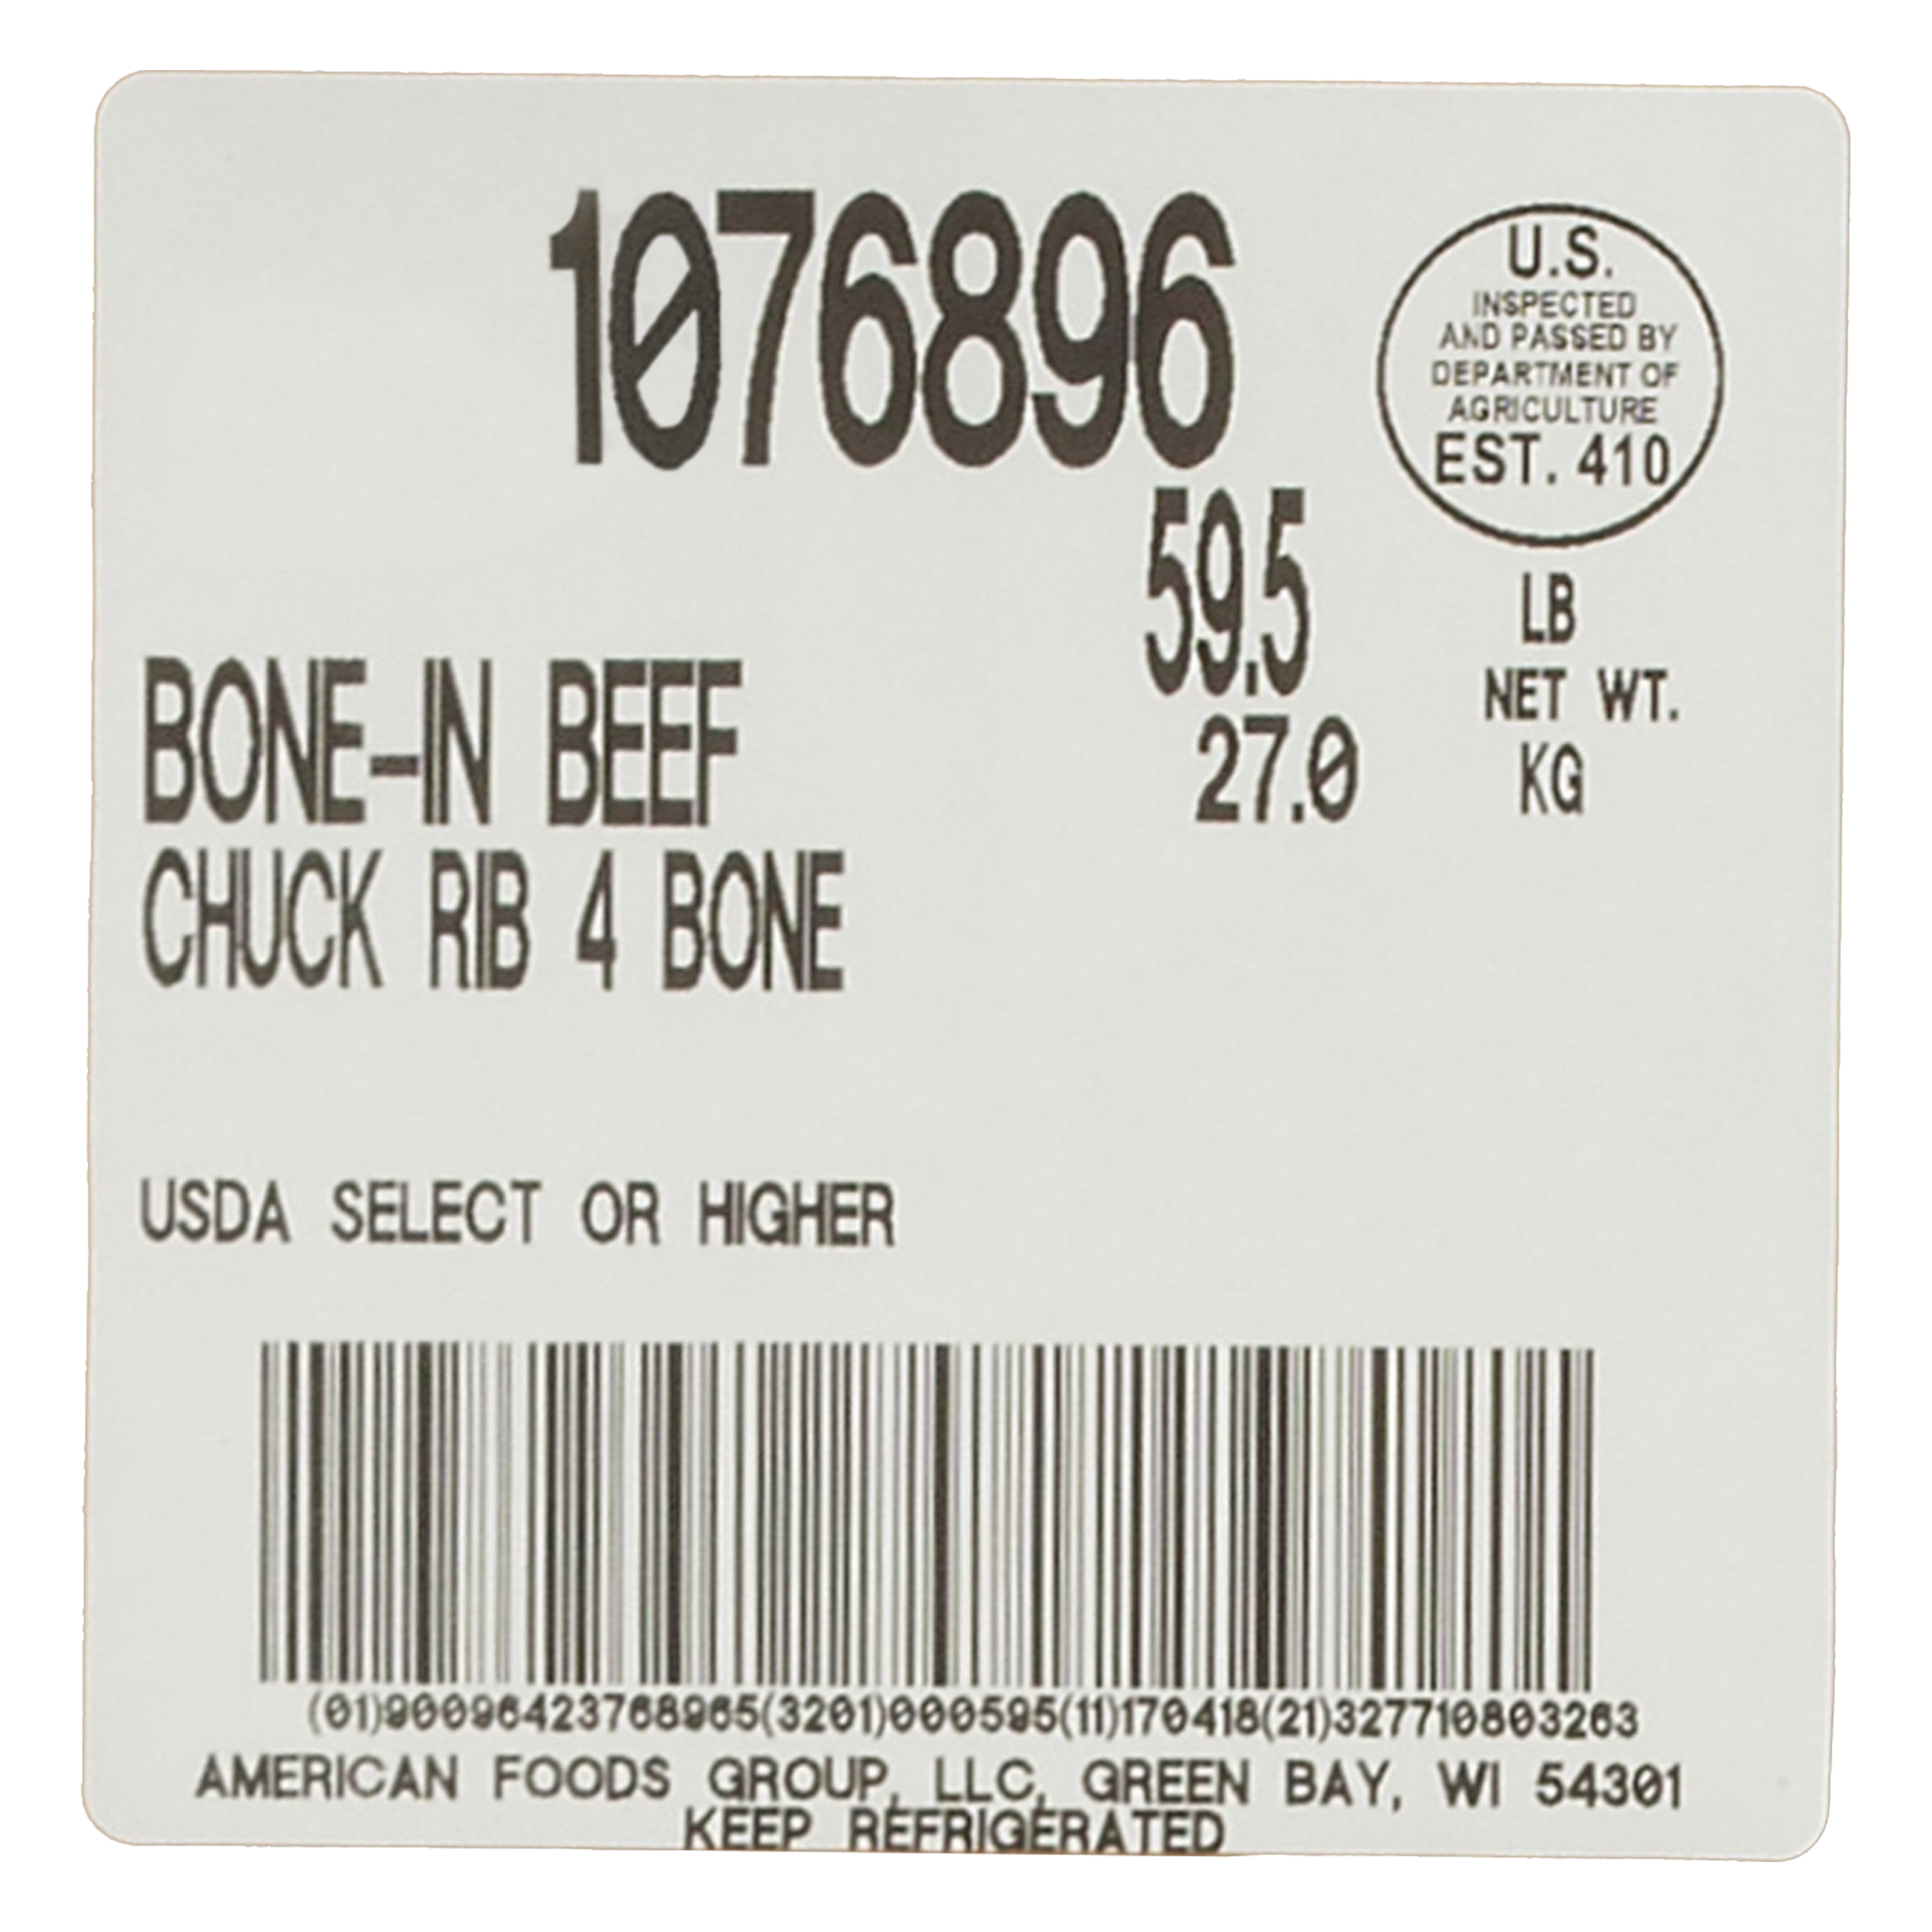 1076896
U.S.
INSPECTED
AND PASSED BY
DEPARTMENT OF
AGRICULTURE
EST. 410
59.5 LB
NET WT.
27.0 KG
BONE-IN BEEF
CHUCK RIB 4 BONE
USDA SELECT OR HIGHER
(01)90096423768965(3201)000595(11)170418(21)327710803263
AMERICAN FOODS GROUP, LLC, GREEN BAY, WI 54301
KEEP REFRIGERATED